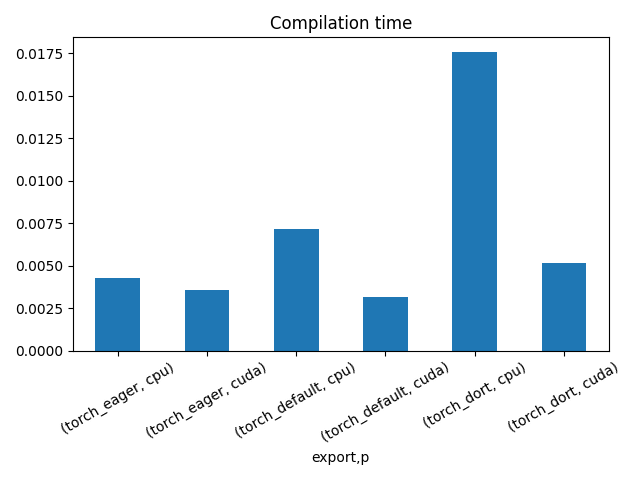 Compilation time
0.0175
0.0150
0.0125
0.0100
0.0075
0.0050
0.0025
0.0000
(torch_eager, cpu)
(torch_eager, cuda)
(torch_default, cpu)
(torch_default, cuda)
(torch_dort, cpu)
(torch_dort, cuda)
export,p